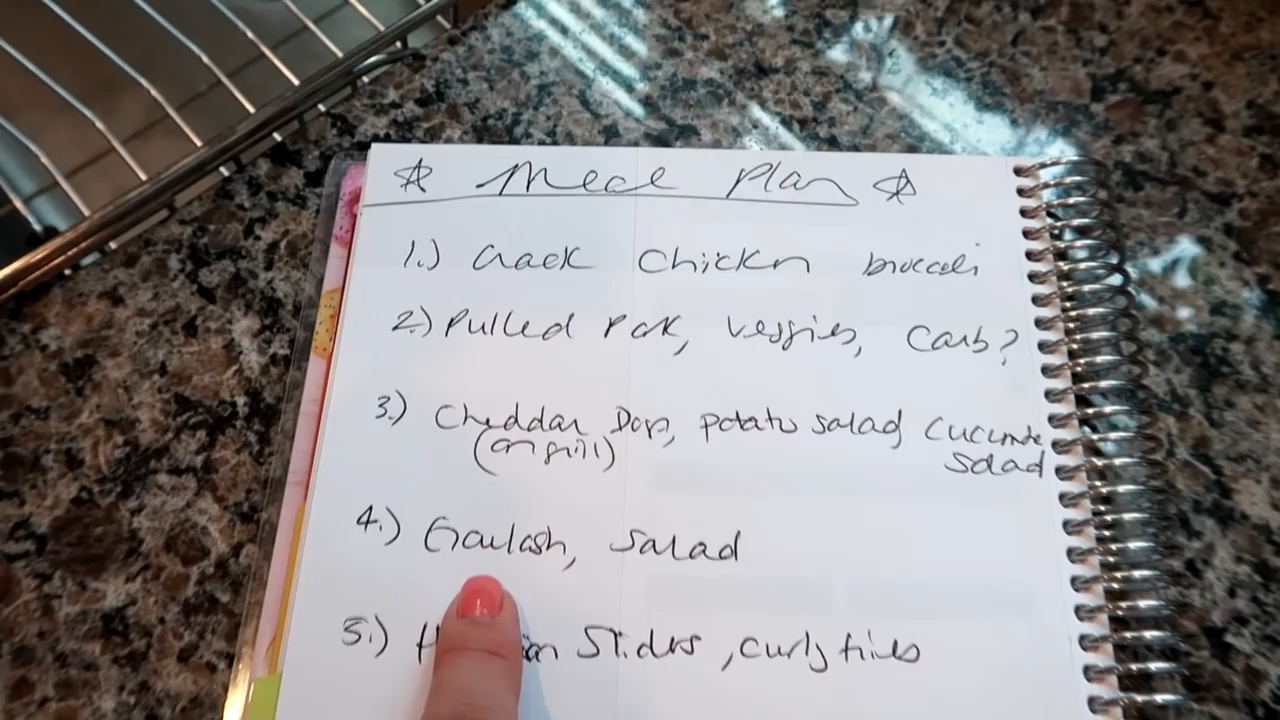 ☆ Meal Plan ☆
1.) Crack Chickn broccoli
2.) Pulled Pork, veggies, Carb?
3.) Cheddar Dogs, potato salad, Cucumber
(on grill) salad
4.) Goulash, Salad
5.) Sliders, curly fries